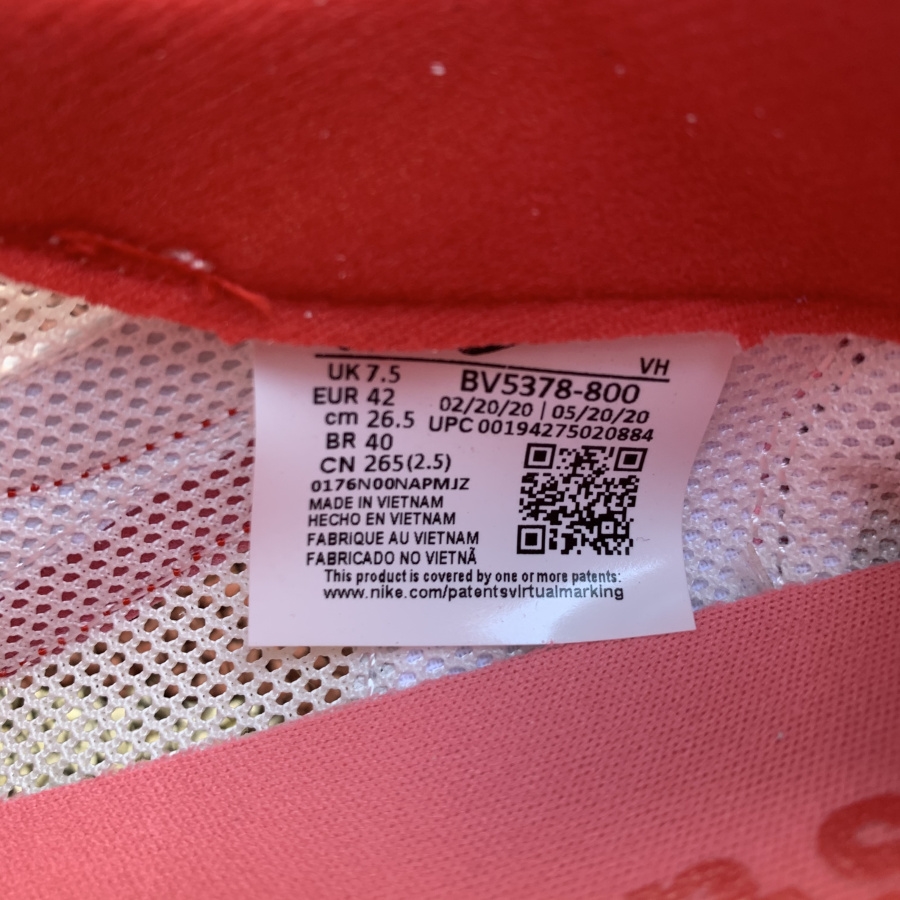 VH
UK 7.5
EUR 42
cm 26.5
BR 40
CN 265(2.5)
BV5378-800
02/20/20 | 05/20/20
UPC 00194275020884
0176N00NAPMJZ
MADE IN VIETNAM
HECHO EN VIETNAM
FABRIQUE AU VIETNAM
FABRICADO NO VIETNÃ
This product is covered by one or more patents:
www.nike.com/patentsvirtualmarking